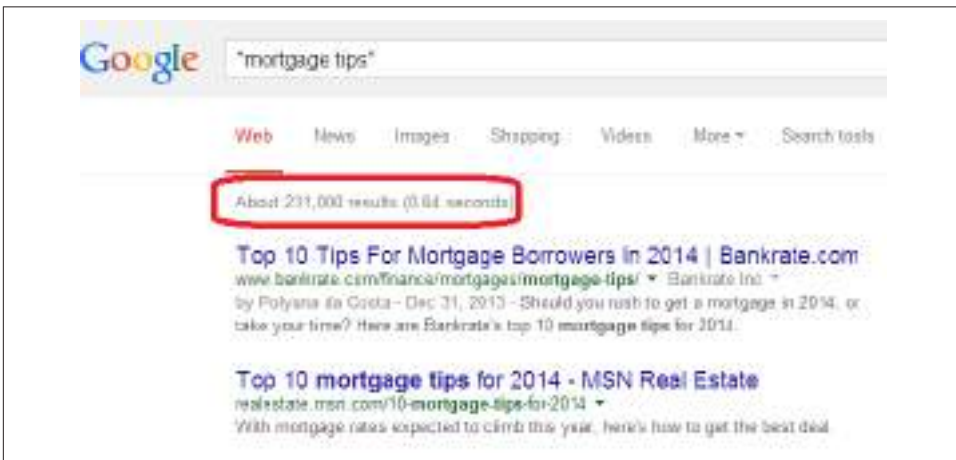 Google "mortgage tips"
Web News Images Shopping Videos More Search tools
About 231,000 results (0.64 seconds)
Top 10 Tips For Mortgage Borrowers In 2014 | Bankrate.com
www.bankrate.com/finance/mortgages/mortgage-tips/ Bankrate Inc
by Polyana da Costa - Dec 31, 2013 - Should you rush to get a mortgage in 2014, or
take your time? Here are Bankrate's top 10 mortgage tips for 2014.
Top 10 mortgage tips for 2014 - MSN Real Estate
realestate.msn.com/10-mortgage-tips-for-2014
With mortgage rates expected to climb this year, here's how to get the best deal